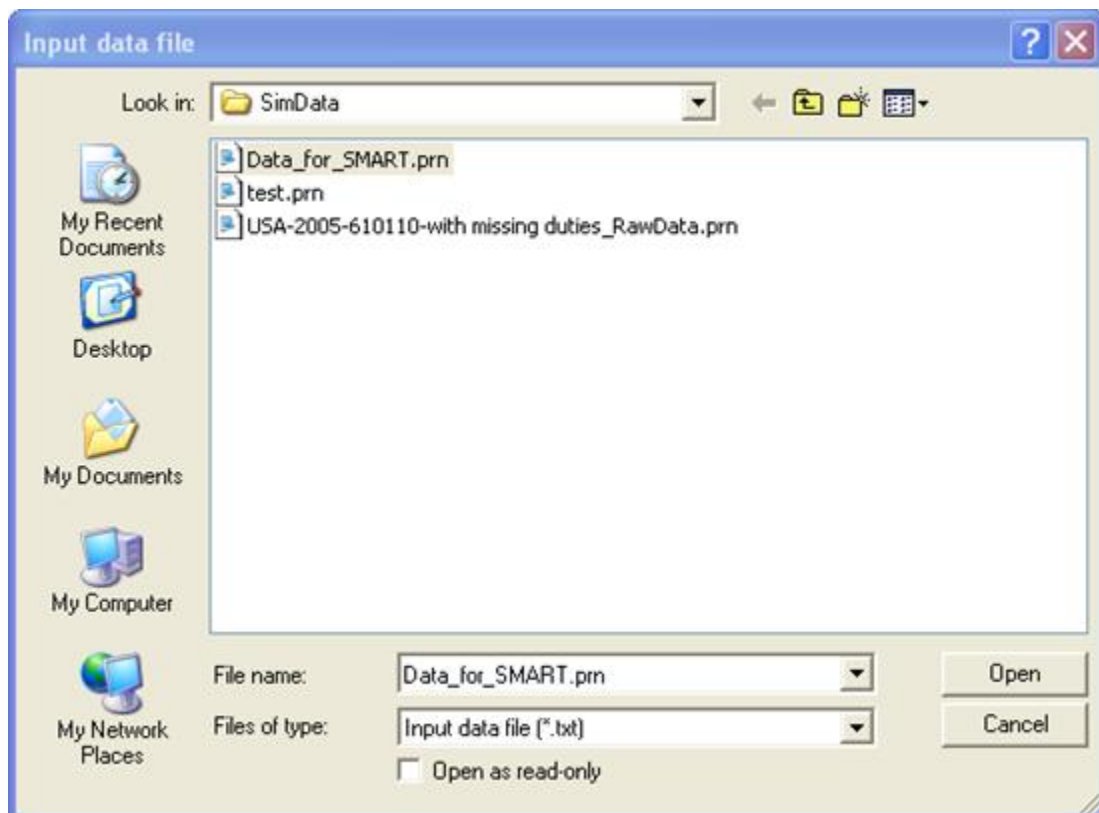 Input data file
Look in: SimData
Data_for_SMART.prn
test.prn
USA-2005-610110-with missing duties_RawData.prn
My Recent
Documents
Desktop
My Documents
My Computer
My Network
Places
File name: Data_for_SMART.prn Open
Files of type: Input data file (*.txt) Cancel
Open as read-only